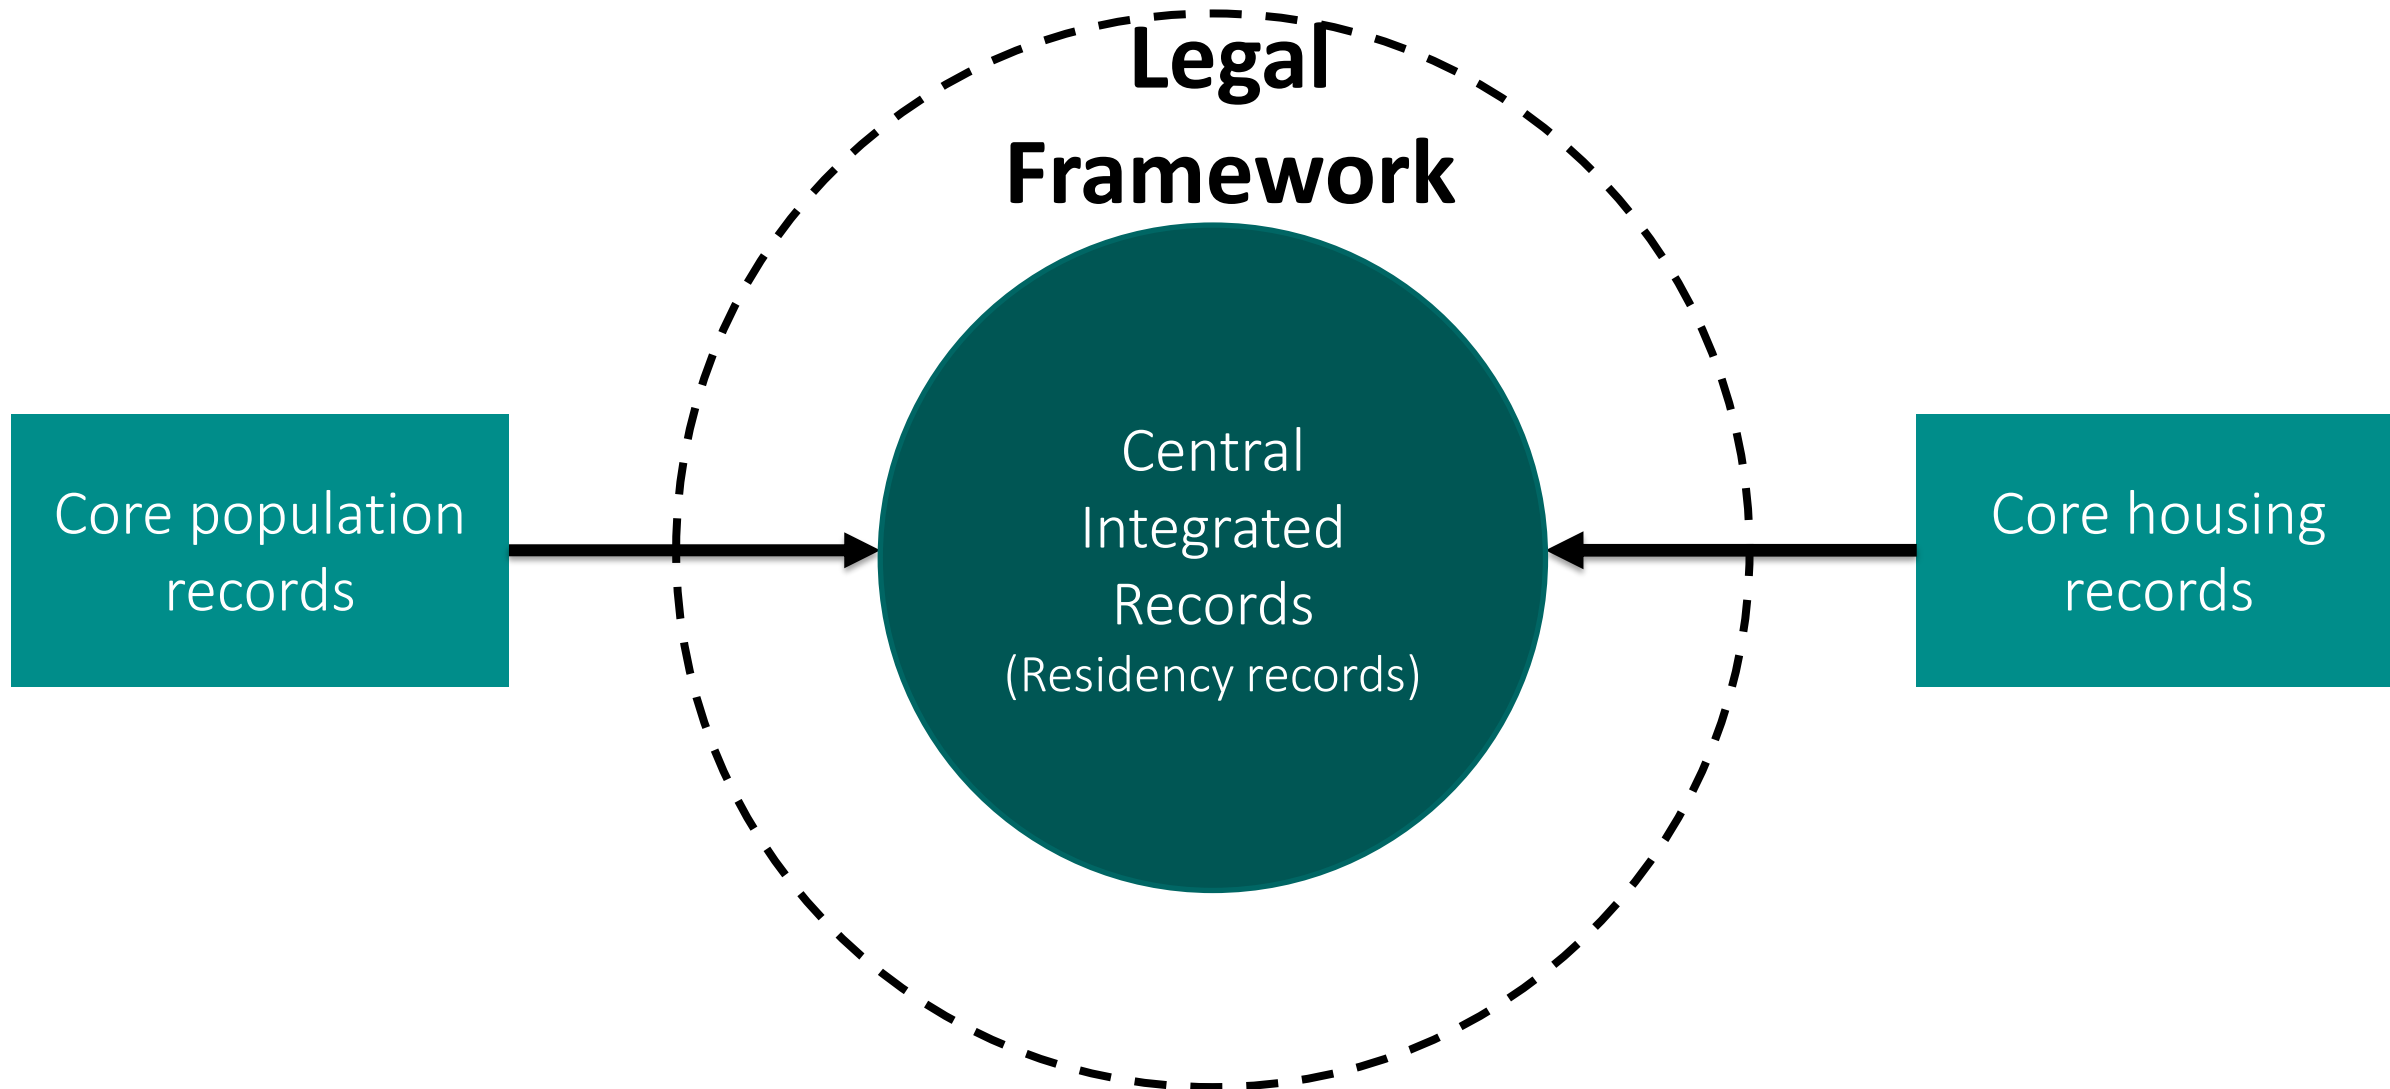 Legal
Framework
Core population
records
Central
Integrated
Records
(Residency records)
Core housing
records